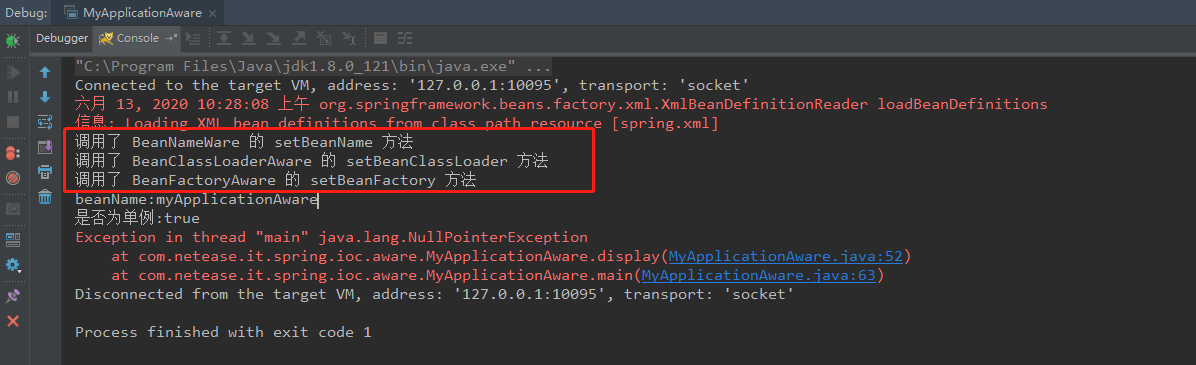 Debug: MyApplicationAware
Debugger Console
"C:\Program Files\Java\jdk1.8.0_121\bin\java.exe" ...
Connected to the target VM, address: '127.0.0.1:10095', transport: 'socket'
六月 13, 2020 10:28:08 上午 org.springframework.beans.factory.xml.XmlBeanDefinitionReader loadBeanDefinitions
信息: Loading XML bean definitions from class path resource [spring.xml]
调用了 BeanNameWare 的 setBeanName 方法
调用了 BeanClassLoaderAware 的 setBeanClassLoader 方法
调用了 BeanFactoryAware 的 setBeanFactory 方法
beanName:myApplicationAware
是否为单例:true
Exception in thread "main" java.lang.NullPointerException
at com.netease.it.spring.ioc.aware.MyApplicationAware.display(MyApplicationAware.java:52)
at com.netease.it.spring.ioc.aware.MyApplicationAware.main(MyApplicationAware.java:63)
Disconnected from the target VM, address: '127.0.0.1:10095', transport: 'socket'
Process finished with exit code 1